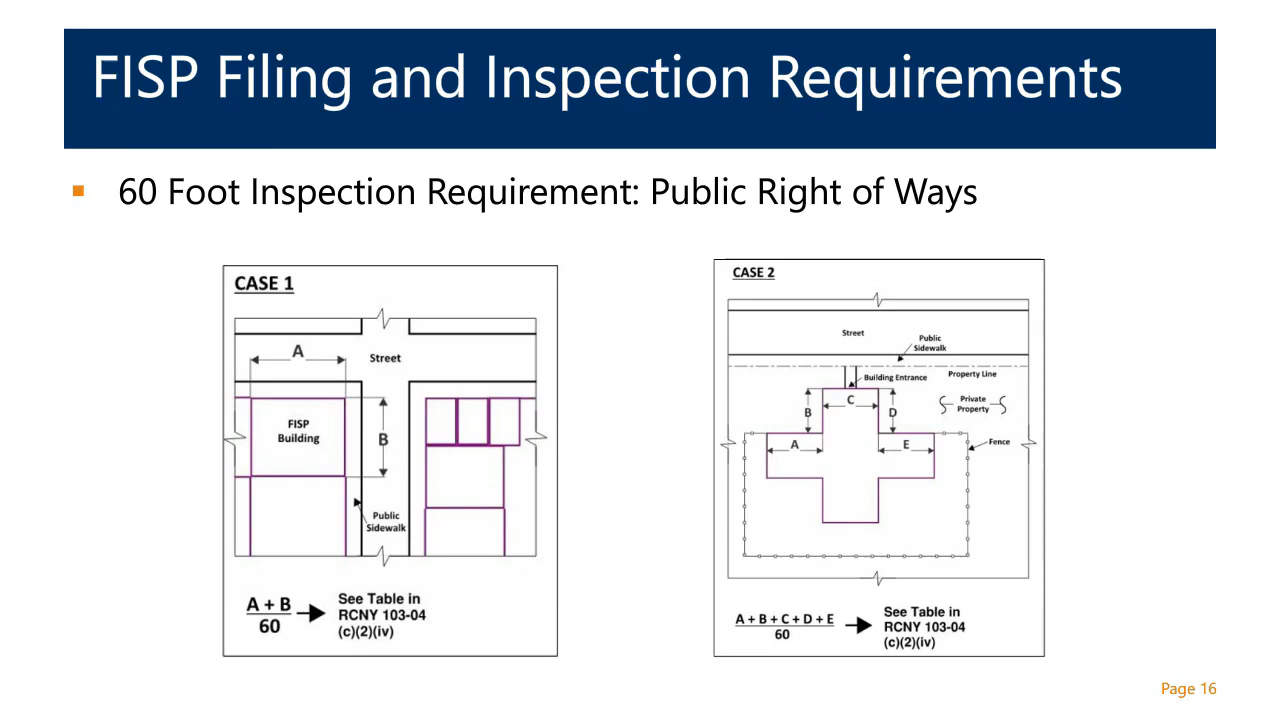 FISP Filing and Inspection Requirements
60 Foot Inspection Requirement: Public Right of Ways
CASE 1
A
Street
FISP
Building
B
Public
Sidewalk
A + B
60
See Table in
RCNY 103-04
(c)(2)(iv)
CASE 2
Street
Public
Sidewalk
Building Entrance
Property Line
C
B
D
Private
Property
A
E
Fence
A + B + C + D + E
60
See Table in
RCNY 103-04
(c)(2)(iv)
Page 16